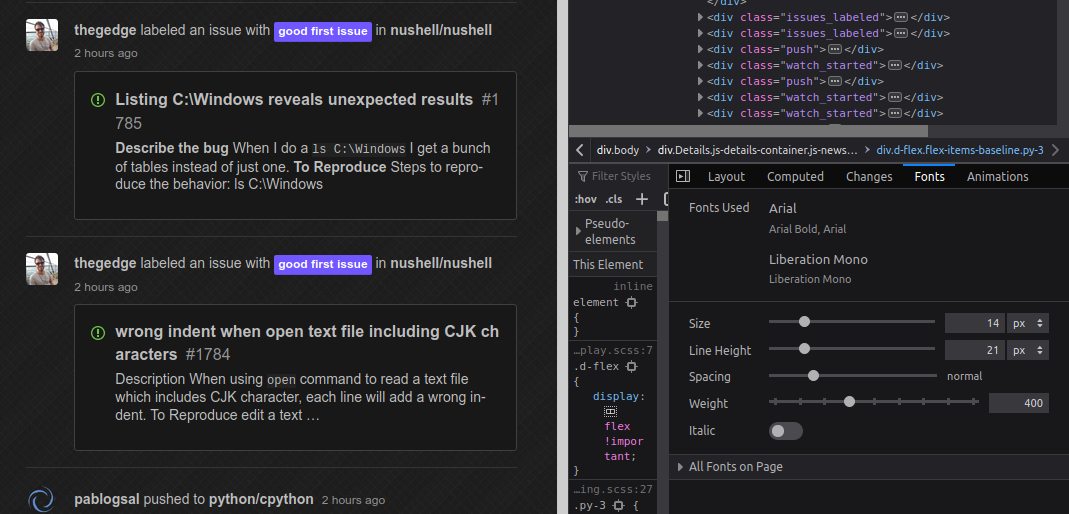 thegedge labeled an issue with good first issue in nushell/nushell
2 hours ago
Listing C:\Windows reveals unexpected results #1
785
Describe the bug When I do a ls C:\Windows I get a bunch
of tables instead of just one. To Reproduce Steps to repro-
duce the behavior: ls C:\Windows
thegedge labeled an issue with good first issue in nushell/nushell
2 hours ago
wrong indent when open text file including CJK ch
aracters #1784
Description When using open command to read a text file
which includes CJK character, each line will add a wrong in-
dent. To Reproduce edit a text …
pablogsal pushed to python/cpython 2 hours ago
</div>
<div class="issues_labeled"></div>
<div class="issues_labeled"></div>
<div class="push"></div>
<div class="watch_started"></div>
<div class="push"></div>
<div class="watch_started"></div>
<div class="watch_started"></div>
div.body
div.Details.js-details-container.js-news…
div.d-flex.flex-items-baseline.py-3
Filter Styles
:hov .cls +
Pseudo-
elements
This Element
inline
element
{
}
…play.scss:7
.d-flex
{
display:
flex
!impor
tant;
}
…ing.scss:27
.py-3 {
Layout Computed Changes Fonts Animations
Fonts Used
Arial
Arial Bold, Arial
Liberation Mono
Liberation Mono
Size 14 px
Line Height 21 px
Spacing normal
Weight 400
Italic
All Fonts on Page